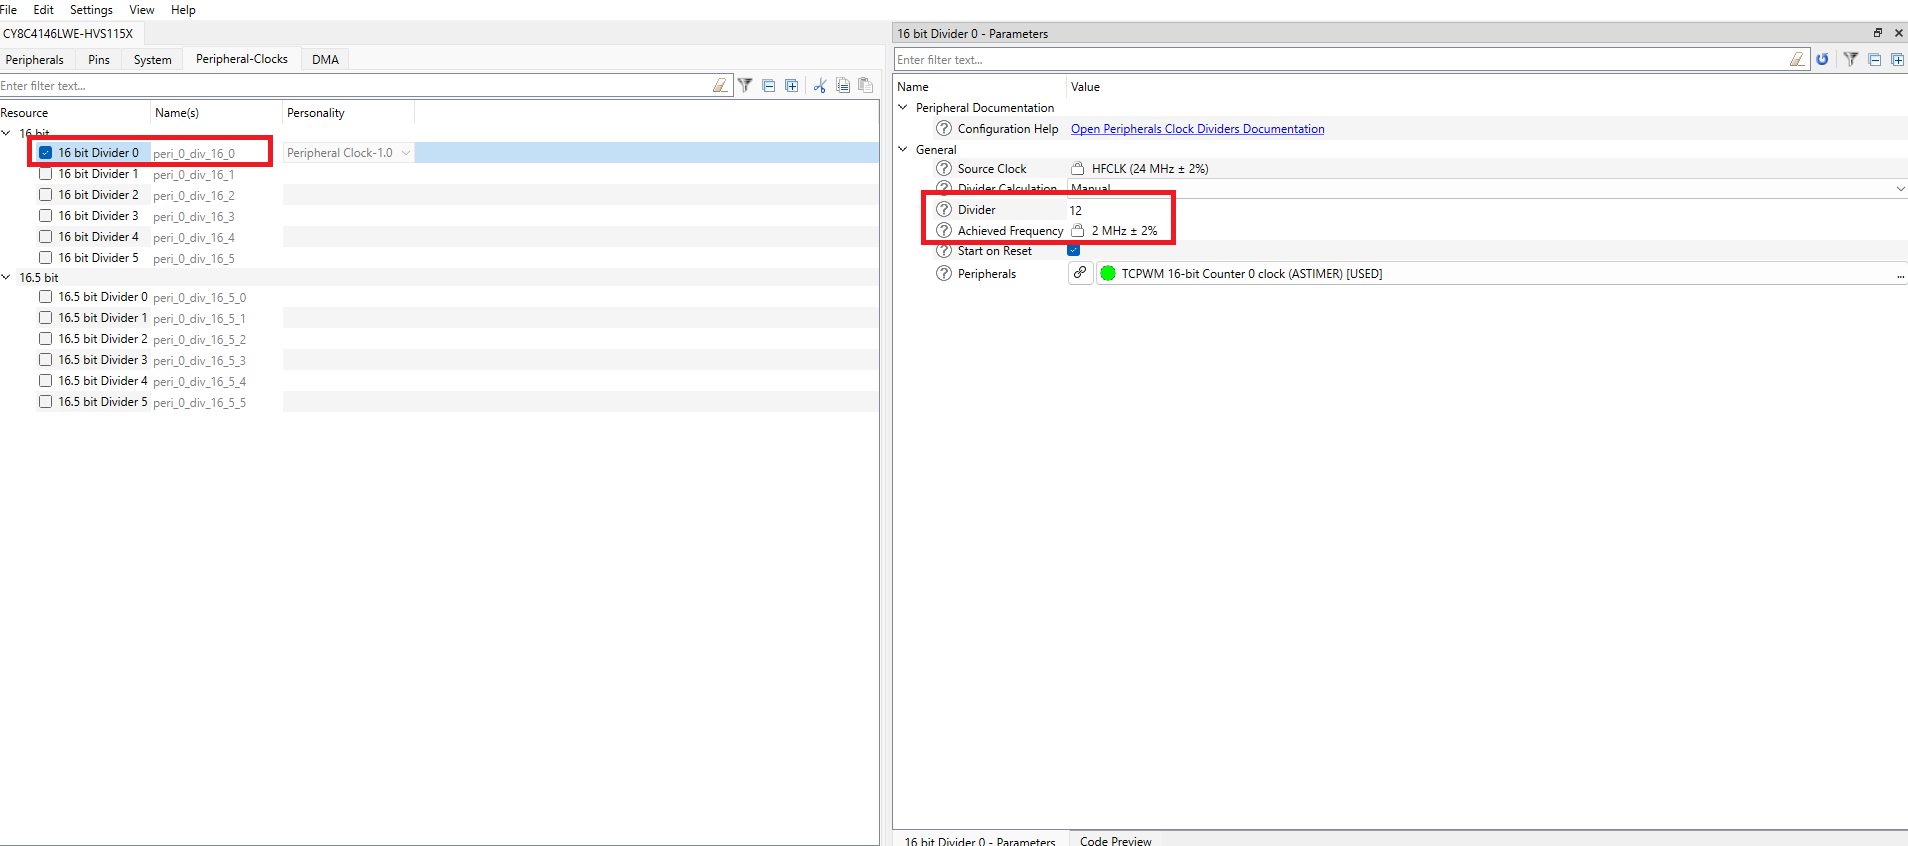 File Edit Settings View Help
CY8C4146LWE-HVS115X
Peripherals Pins System Peripheral-Clocks DMA
Enter filter text...
Resource Name(s) Personality
16 bit
16 bit Divider 0 peri_0_div_16_0 Peripheral Clock-1.0
16 bit Divider 1 peri_0_div_16_1
16 bit Divider 2 peri_0_div_16_2
16 bit Divider 3 peri_0_div_16_3
16 bit Divider 4 peri_0_div_16_4
16 bit Divider 5 peri_0_div_16_5
16.5 bit
16.5 bit Divider 0 peri_0_div_16_5_0
16.5 bit Divider 1 peri_0_div_16_5_1
16.5 bit Divider 2 peri_0_div_16_5_2
16.5 bit Divider 3 peri_0_div_16_5_3
16.5 bit Divider 4 peri_0_div_16_5_4
16.5 bit Divider 5 peri_0_div_16_5_5
16 bit Divider 0 - Parameters
Enter filter text...
Name Value
Peripheral Documentation
Configuration Help Open Peripherals Clock Dividers Documentation
General
Source Clock HFCLK (24 MHz ± 2%)
Divider Calculation Manual
Divider 12
Achieved Frequency 2 MHz ± 2%
Start on Reset
Peripherals TCPWM 16-bit Counter 0 clock (ASTIMER) [USED] ...
16 bit Divider 0 - Parameters Code Preview